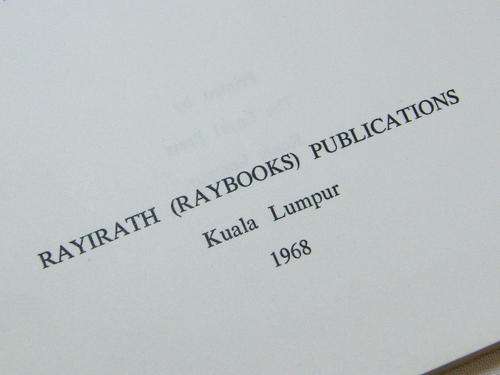 RAYIRATH (RAYBOOKS) PUBLICATIONS
Kuala Lumpur
1968